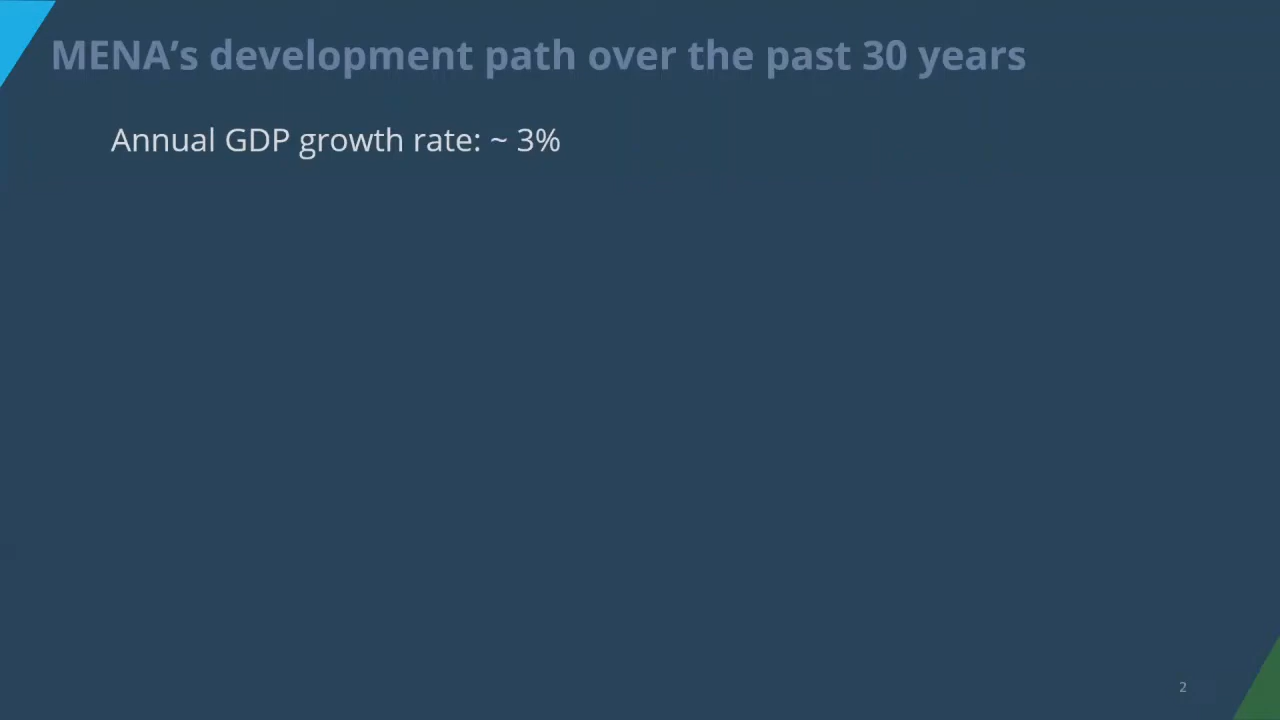 MENA’s development path over the past 30 years
Annual GDP growth rate: ~ 3%
2